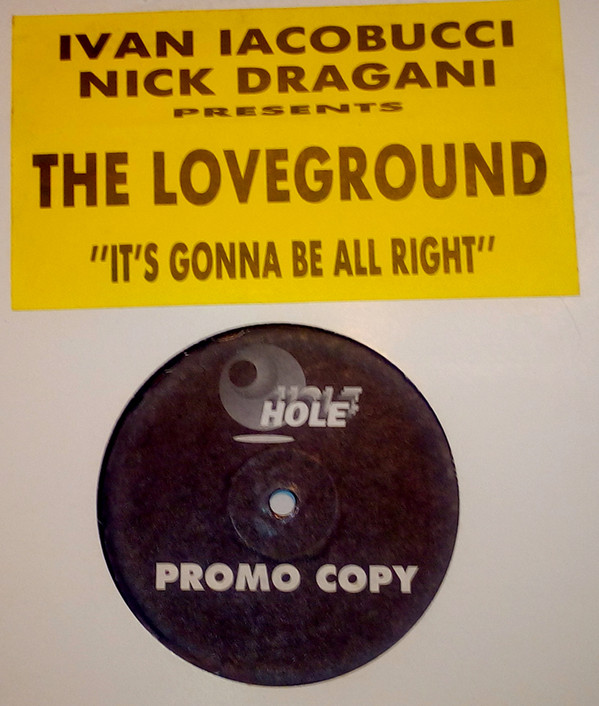 IVAN IACOBUCCI
NICK DRAGANI
PRESENTS
THE LOVEGROUND
"IT'S GONNA BE ALL RIGHT"
HOLE
PROMO COPY